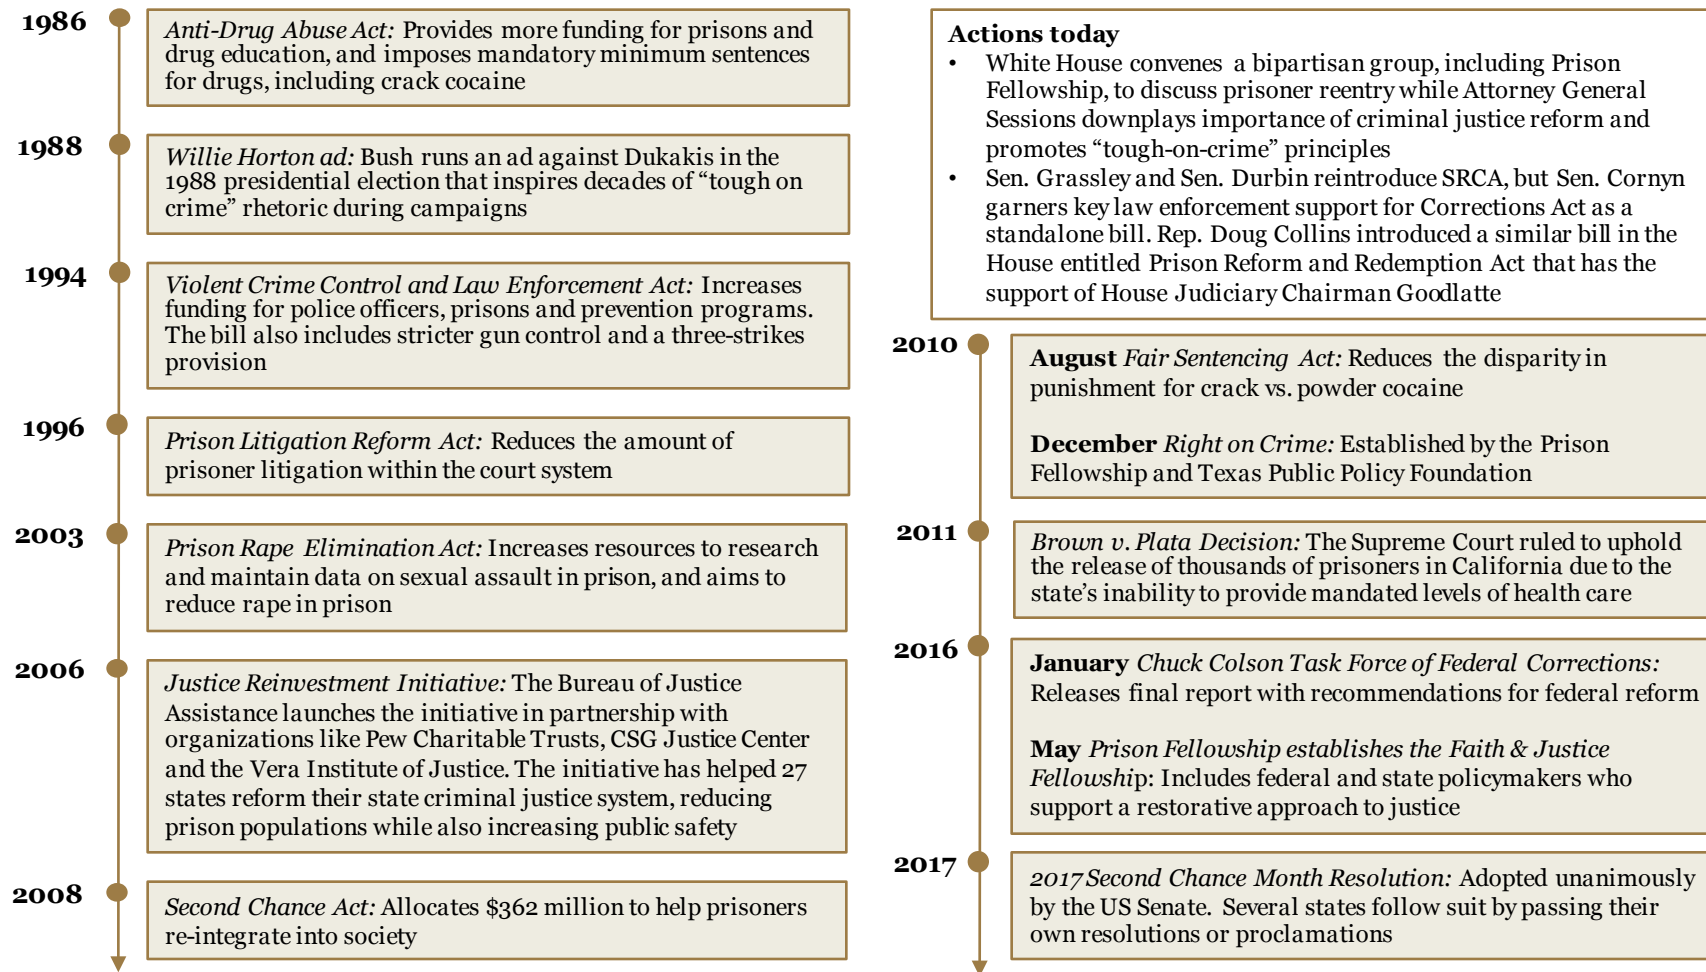 1986
Anti-Drug Abuse Act: Provides more funding for prisons and
drug education, and imposes mandatory minimum sentences
for drugs, including crack cocaine
1988
Willie Horton ad: Bush runs an ad against Dukakis in the
1988 presidential election that inspires decades of “tough on
crime” rhetoric during campaigns
1994
Violent Crime Control and Law Enforcement Act: Increases
funding for police officers, prisons and prevention programs.
The bill also includes stricter gun control and a three-strikes
provision
1996
Prison Litigation Reform Act: Reduces the amount of
prisoner litigation within the court system
2003
Prison Rape Elimination Act: Increases resources to research
and maintain data on sexual assault in prison, and aims to
reduce rape in prison
2006
Justice Reinvestment Initiative: The Bureau of Justice
Assistance launches the initiative in partnership with
organizations like Pew Charitable Trusts, CSG Justice Center
and the Vera Institute of Justice. The initiative has helped 27
states reform their state criminal justice system, reducing
prison populations while also increasing public safety
2008
Second Chance Act: Allocates $362 million to help prisoners
re-integrate into society
Actions today
• White House convenes a bipartisan group, including Prison
Fellowship, to discuss prisoner reentry while Attorney General
Sessions downplays importance of criminal justice reform and
promotes “tough-on-crime” principles
• Sen. Grassley and Sen. Durbin reintroduce SRCA, but Sen. Cornyn
garners key law enforcement support for Corrections Act as a
standalone bill. Rep. Doug Collins introduced a similar bill in the
House entitled Prison Reform and Redemption Act that has the
support of House Judiciary Chairman Goodlatte
2010
August Fair Sentencing Act: Reduces the disparity in
punishment for crack vs. powder cocaine
December Right on Crime: Established by the Prison
Fellowship and Texas Public Policy Foundation
2011
Brown v. Plata Decision: The Supreme Court ruled to uphold
the release of thousands of prisoners in California due to the
state’s inability to provide mandated levels of health care
2016
January Chuck Colson Task Force of Federal Corrections:
Releases final report with recommendations for federal reform
May Prison Fellowship establishes the Faith & Justice
Fellowship: Includes federal and state policymakers who
support a restorative approach to justice
2017
2017 Second Chance Month Resolution: Adopted unanimously
by the US Senate. Several states follow suit by passing their
own resolutions or proclamations